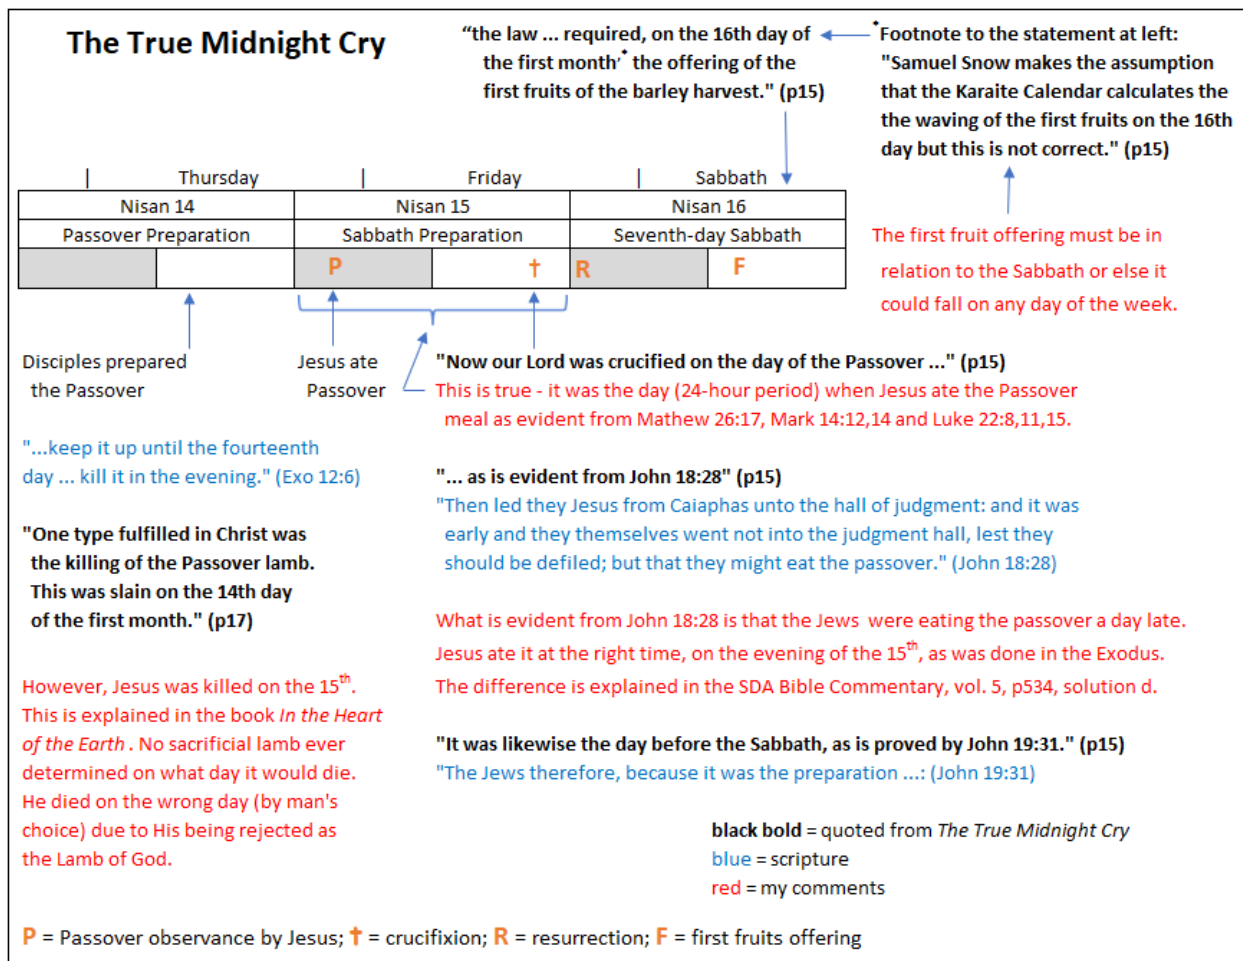 The True Midnight Cry
“the law ... required, on the 16th day of
the first month’* the offering of the
first fruits of the barley harvest." (p15)
*Footnote to the statement at left:
"Samuel Snow makes the assumption
that the Karaite Calendar calculates the
the waving of the first fruits on the 16th
day but this is not correct." (p15)
| Thursday | Friday | Sabbath
Nisan 14 Nisan 15 Nisan 16
Passover Preparation Sabbath Preparation Seventh-day Sabbath
P † R F
The first fruit offering must be in
relation to the Sabbath or else it
could fall on any day of the week.
Disciples prepared
the Passover
Jesus ate
Passover
"...keep it up until the fourteenth
day ... kill it in the evening." (Exo 12:6)
"One type fulfilled in Christ was
the killing of the Passover lamb.
This was slain on the 14th day
of the first month." (p17)
However, Jesus was killed on the 15th.
This is explained in the book In the Heart
of the Earth . No sacrificial lamb ever
determined on what day it would die.
He died on the wrong day (by man's
choice) due to His being rejected as
the Lamb of God.
"Now our Lord was crucified on the day of the Passover ..." (p15)
This is true - it was the day (24-hour period) when Jesus ate the Passover
meal as evident from Mathew 26:17, Mark 14:12,14 and Luke 22:8,11,15.
"... as is evident from John 18:28" (p15)
"Then led they Jesus from Caiaphas unto the hall of judgment: and it was
early and they themselves went not into the judgment hall, lest they
should be defiled; but that they might eat the passover." (John 18:28)
What is evident from John 18:28 is that the Jews were eating the passover a day late.
Jesus ate it at the right time, on the evening of the 15th, as was done in the Exodus.
The difference is explained in the SDA Bible Commentary, vol. 5, p534, solution d.
"It was likewise the day before the Sabbath, as is proved by John 19:31." (p15)
"The Jews therefore, because it was the preparation ...: (John 19:31)
black bold = quoted from The True Midnight Cry
blue = scripture
red = my comments
P = Passover observance by Jesus; † = crucifixion; R = resurrection; F = first fruits offering